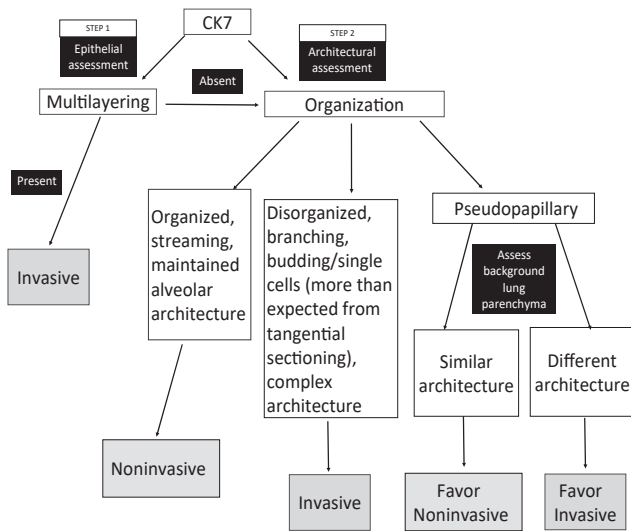 CK7
STEP 1
Epithelial
assessment
STEP 2
Architectural
assessment
Multilayering
Absent
Organization
Present
Invasive
Organized,
streaming,
maintained
alveolar
architecture
Disorganized,
branching,
budding/single
cells (more than
expected from
tangential
sectioning),
complex
architecture
Pseudopapillary
Assess
background
lung
parenchyma
Similar
architecture
Different
architecture
Noninvasive
Invasive
Favor
Noninvasive
Favor
Invasive